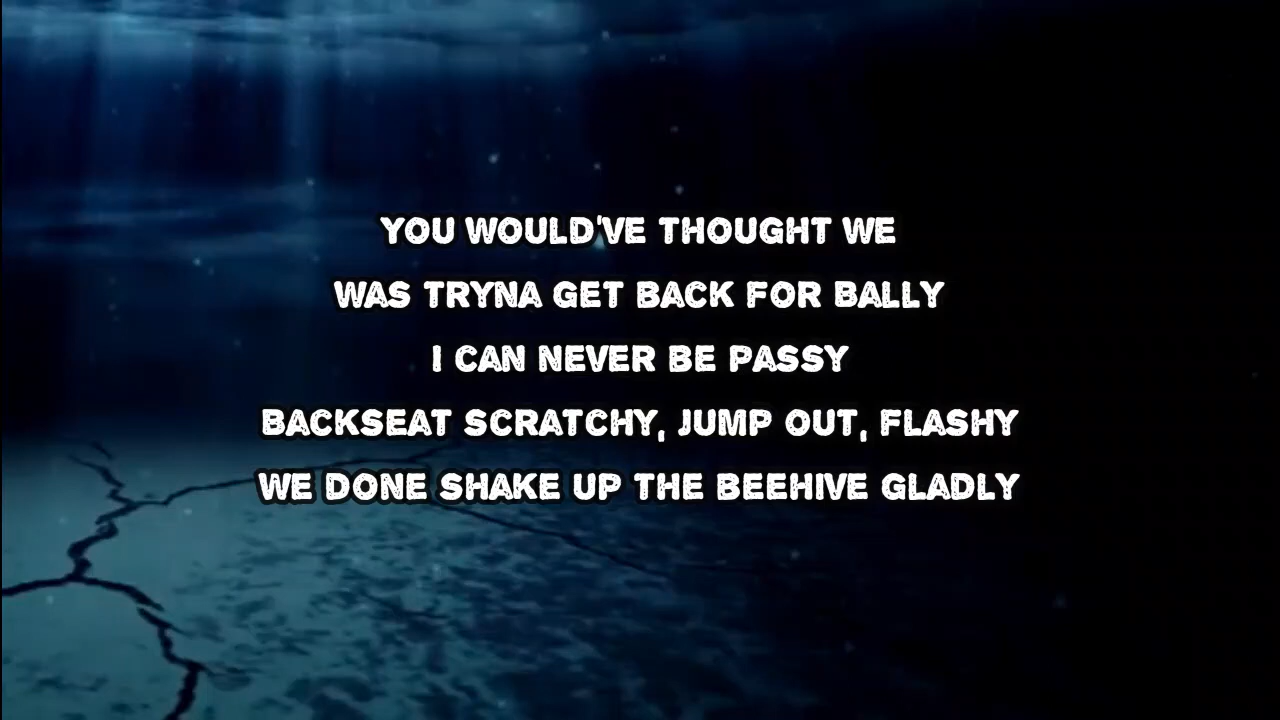 YOU WOULD'VE THOUGHT WE
WAS TRYNA GET BACK FOR BALLY
I CAN NEVER BE PASSY
BACKSEAT SCRATCHY, JUMP OUT, FLASHY
WE DONE SHAKE UP THE BEEHIVE GLADLY